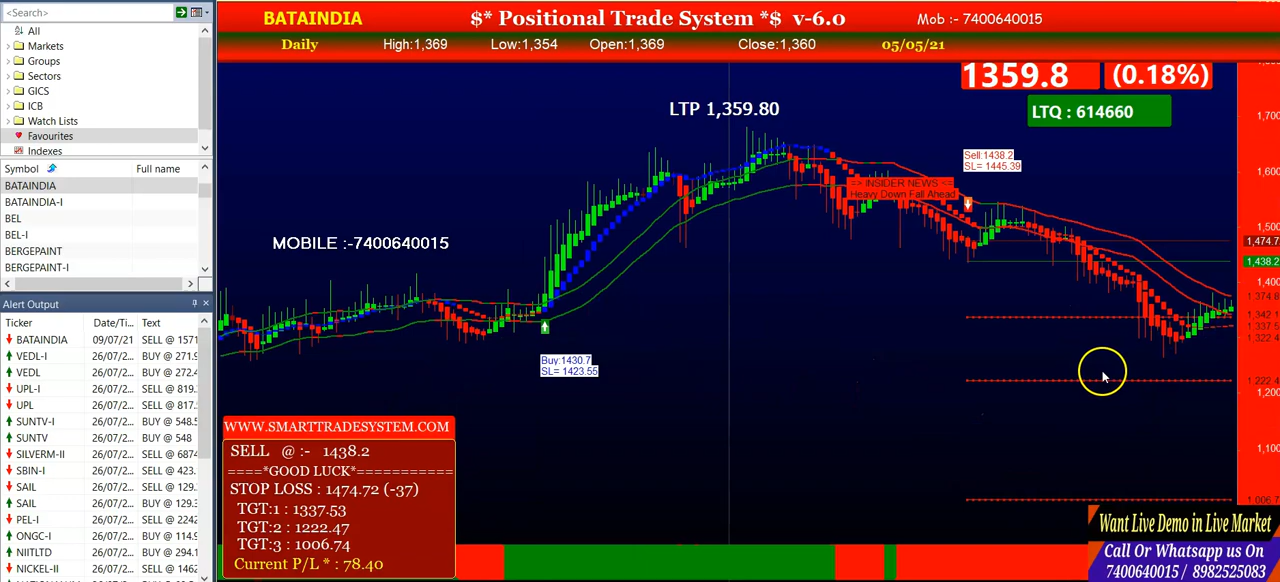 <Search>
BATAINDIA
$* Positional Trade System *$ v-6.0
Mob :- 7400640015
Daily
High:1,369
Low:1,354
Open:1,369
Close:1,360
05/05/21
All
Markets
Groups
Sectors
GICS
ICB
Watch Lists
Favourites
Indexes
Symbol Full name
BATAINDIA
BATAINDIA-I
BEL
BEL-I
BERGEPAINT
BERGEPAINT-I
Alert Output
Ticker Date/Ti... Text
BATAINDIA 09/07/21 SELL @ 1571
VEDL-I 26/07/2... BUY @ 271.9
VEDL 26/07/2... BUY @ 272.4
UPL-I 26/07/2... SELL @ 819.
UPL 26/07/2... SELL @ 817.
SUNTV-I 26/07/2... BUY @ 548.5
SUNTV 26/07/2... BUY @ 548
SILVERM-II 26/07/2... SELL @ 6874
SBIN-I 26/07/2... SELL @ 423.
SAIL 26/07/2... SELL @ 129.
SAIL 26/07/2... BUY @ 129.3
PEL-I 26/07/2... SELL @ 2242
ONGC-I 26/07/2... BUY @ 114.9
NIITLTD 26/07/2... BUY @ 294.1
NICKEL-II 26/07/2... SELL @
1359.8 (0.18%)
LTQ : 614660
LTP 1,359.80
MOBILE :-7400640015
Sell:1438.2
SL= 1445.39
=> INSIDER NEWS <=
Heavy Down Fall Ahead
Buy:1430.7
SL= 1423.55
1,700
1,600
1,500
1,474.7
1,438.2
1,400
1,374.8
1,342.1
1,337.5
1,222.4
1,200
1,100
1,006.7
WWW.SMARTTRADESYSTEM.COM
SELL @ :- 1438.2
====*GOOD LUCK*===========
STOP LOSS : 1474.72 (-37)
TGT:1 : 1337.53
TGT:2 : 1222.47
TGT:3 : 1006.74
Current P/L * : 78.40
Want Live Demo in Live Market
Call Or Whatsapp us On
7400640015 / 8982525083